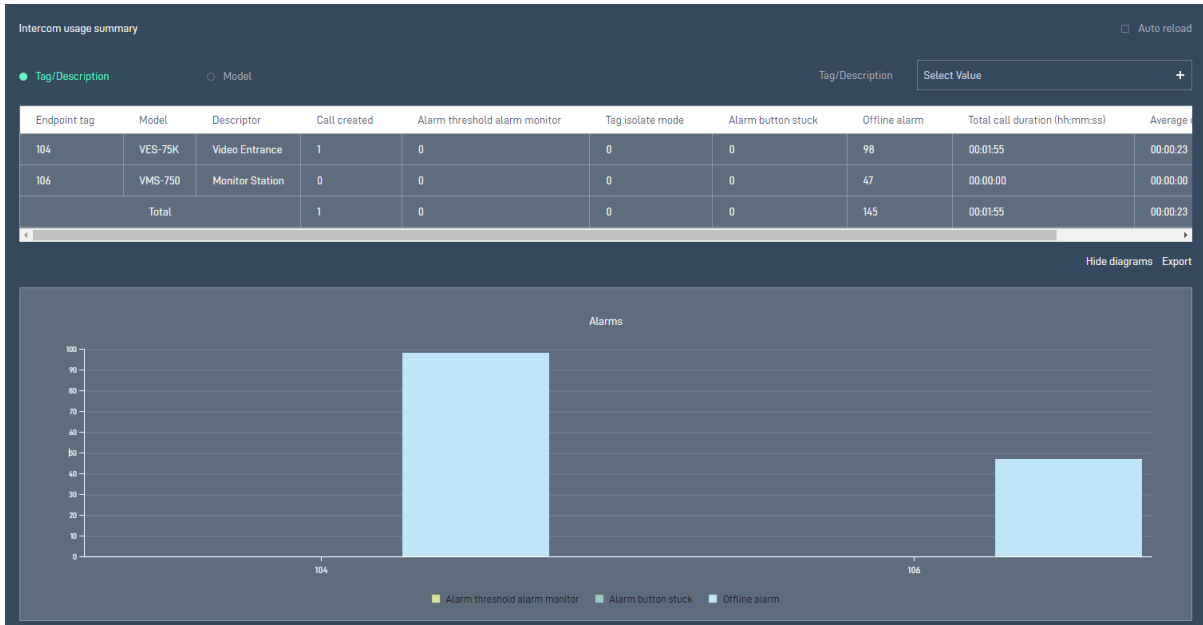 Intercom usage summary
Auto reload
Tag/Description Model Tag/Description Select Value +
Endpoint tag Model Descriptor Call created Alarm threshold alarm monitor Tag isolate mode Alarm button stuck Offline alarm Total call duration (hh:mm:ss) Average
104 VES-75K Video Entrance 1 0 0 0 98 00:01:55 00:00:23
106 VMS-750 Monitor Station 0 0 0 0 47 00:00:00 00:00:00
Total 1 0 0 0 145 00:01:55 00:00:23
Hide diagrams Export
Alarms
100
90
80
70
60
50
40
30
20
10
0
104 106
Alarm threshold alarm monitor Alarm button stuck Offline alarm